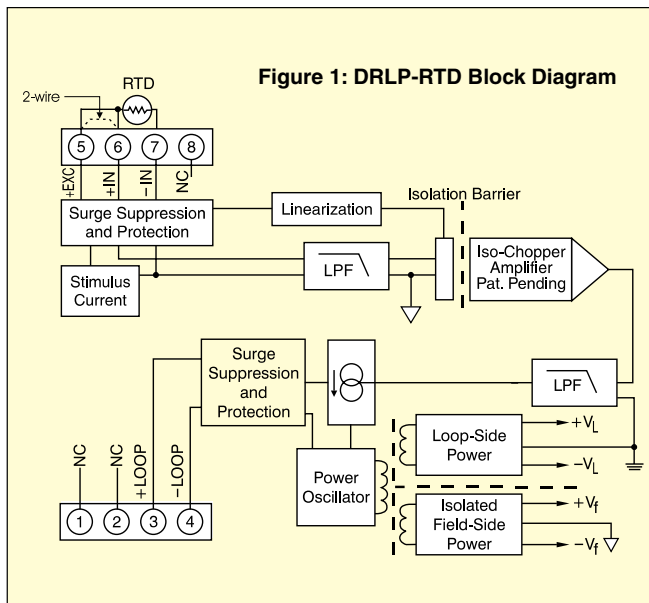 Figure 1: DRLP-RTD Block Diagram
RTD
2-wire
5 6 7 8
+EXC
+IN
–IN
NC
Surge Suppression
and Protection
Linearization
Isolation Barrier
LPF
Stimulus
Current
Iso-Chopper
Amplifier
Pat. Pending
Surge
Suppression
and
Protection
LPF
Power
Oscillator
Loop-Side
Power
+VL
–VL
Isolated
Field-Side
Power
+Vf
–Vf
NC
NC
+LOOP
–LOOP
1 2 3 4